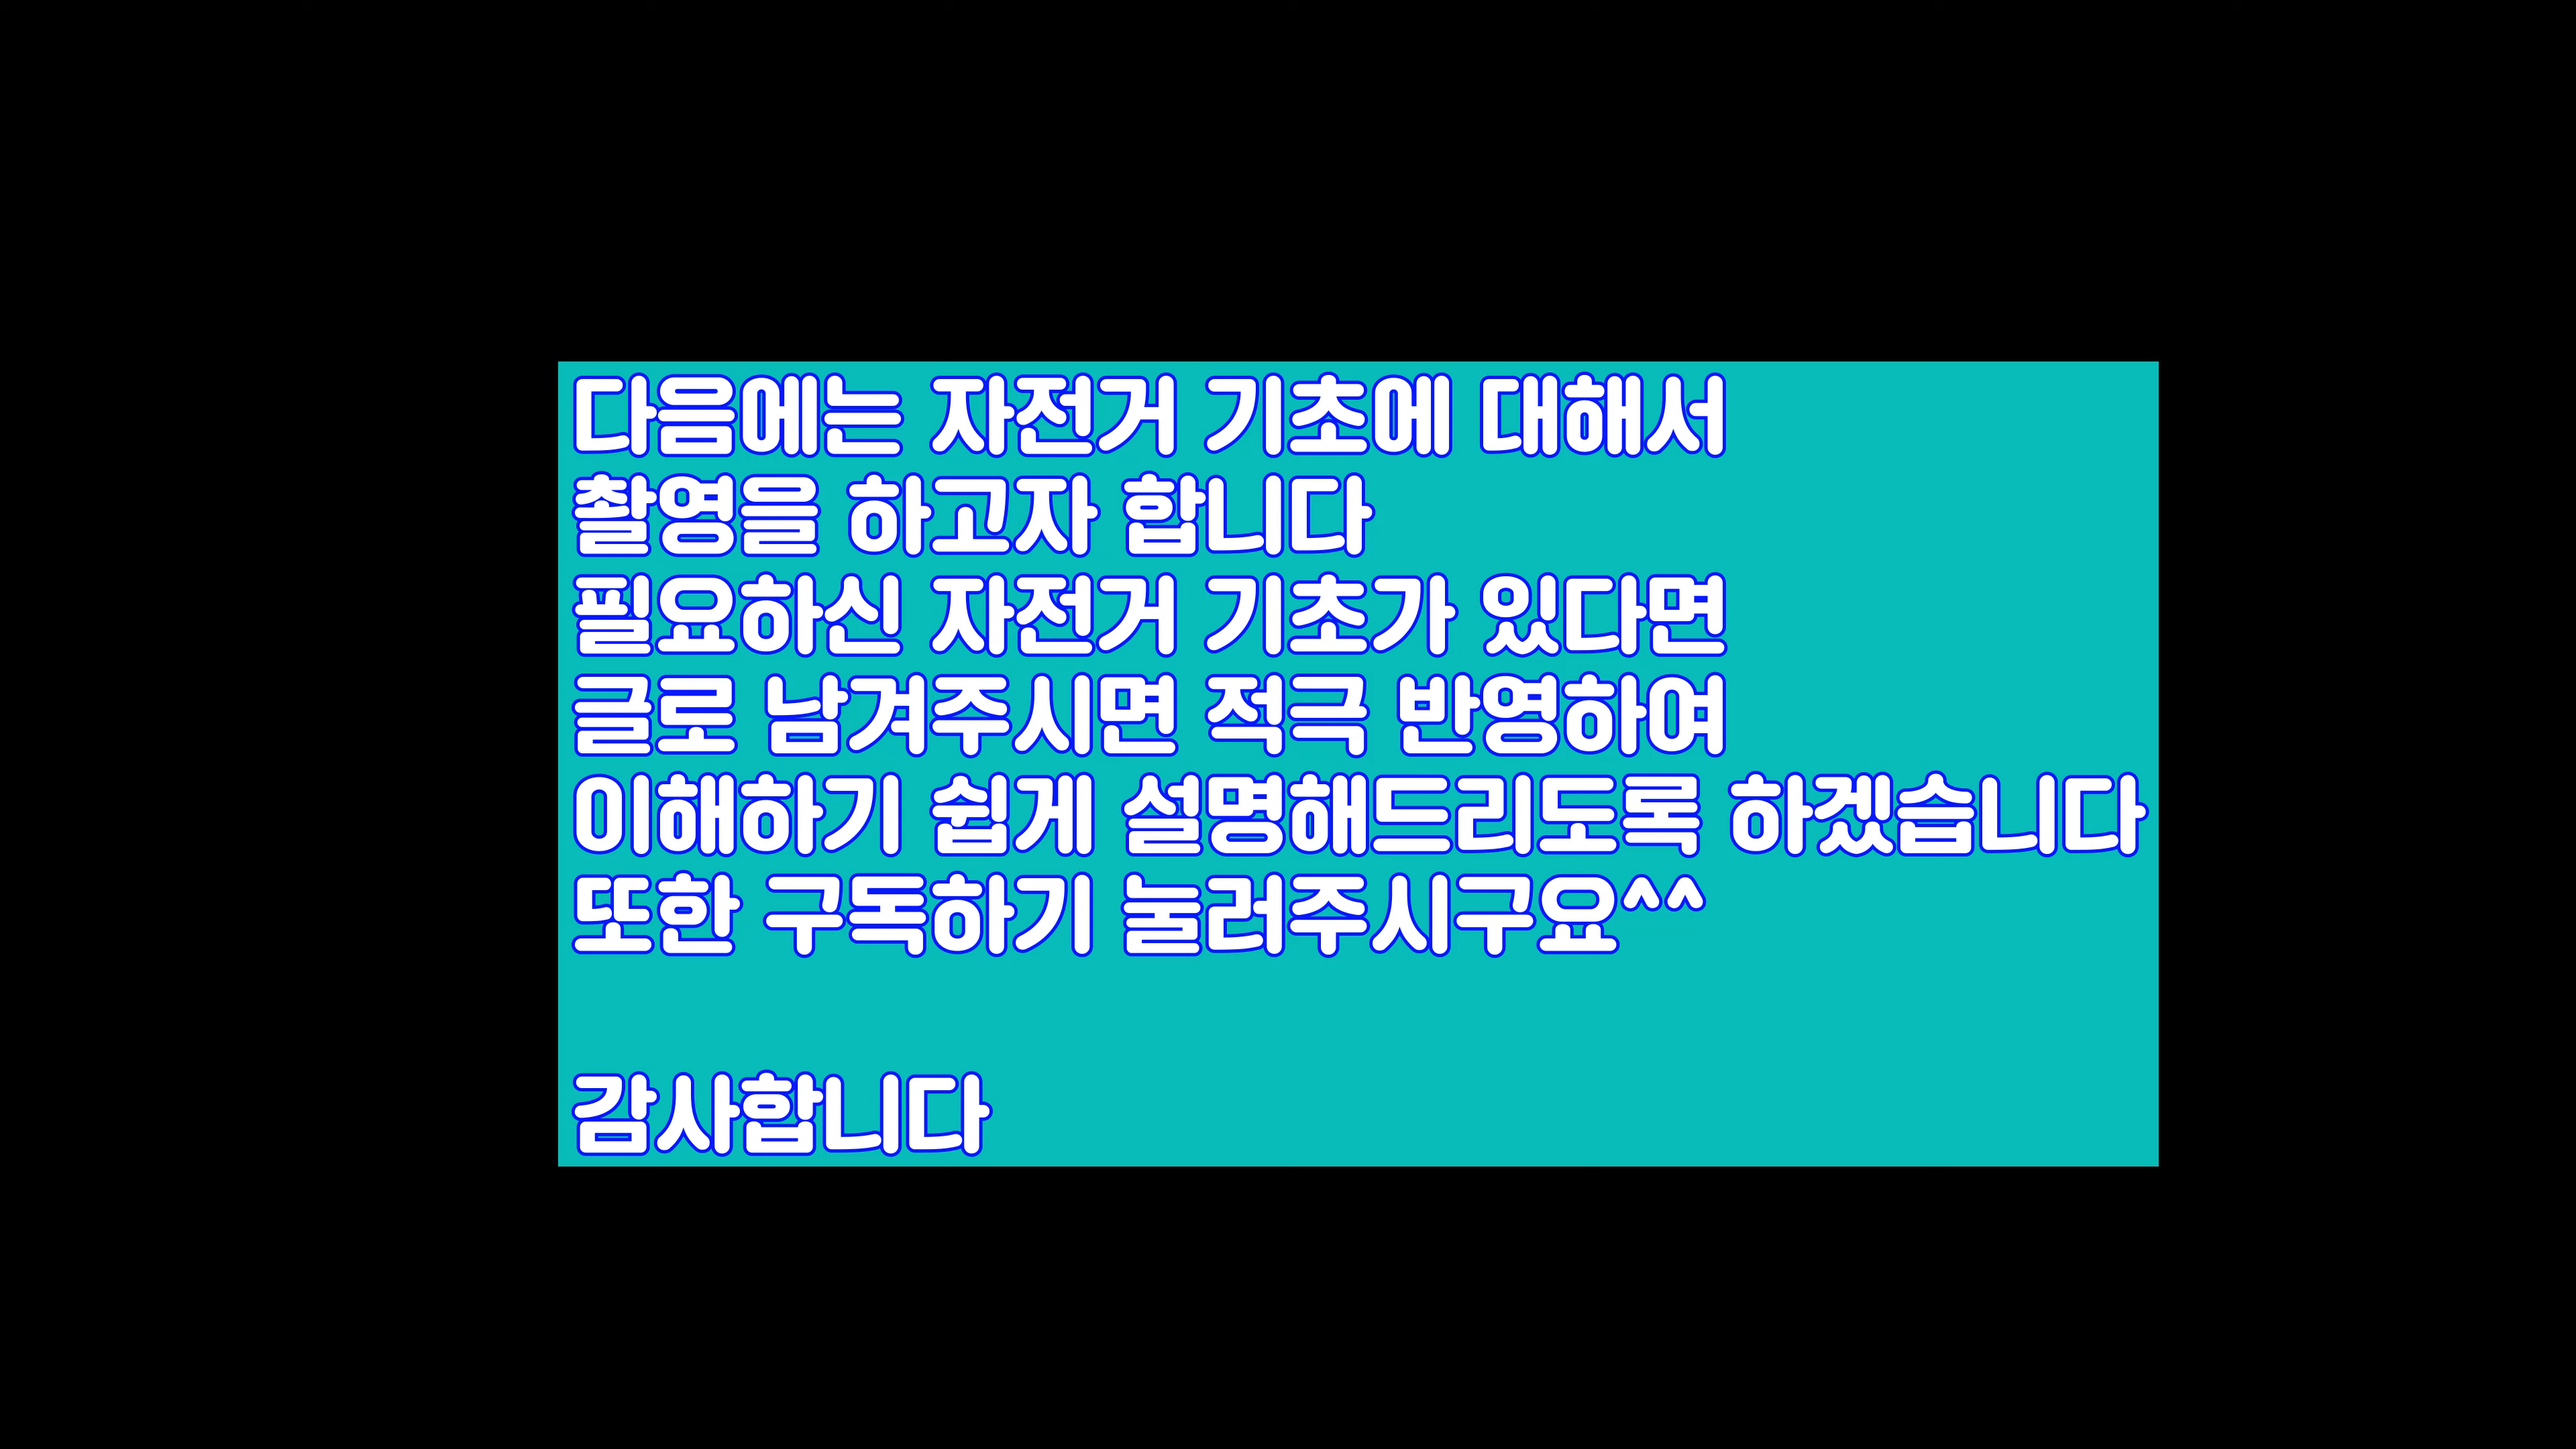 다음에는 자전거 기초에 대해서
촬영을 하고자 합니다
필요하신 자전거 기초가 있다면
글로 남겨주시면 적극 반영하여
이해하기 쉽게 설명해드리도록 하겠습니다
또한 구독하기 눌러주시구요^^
감사합니다